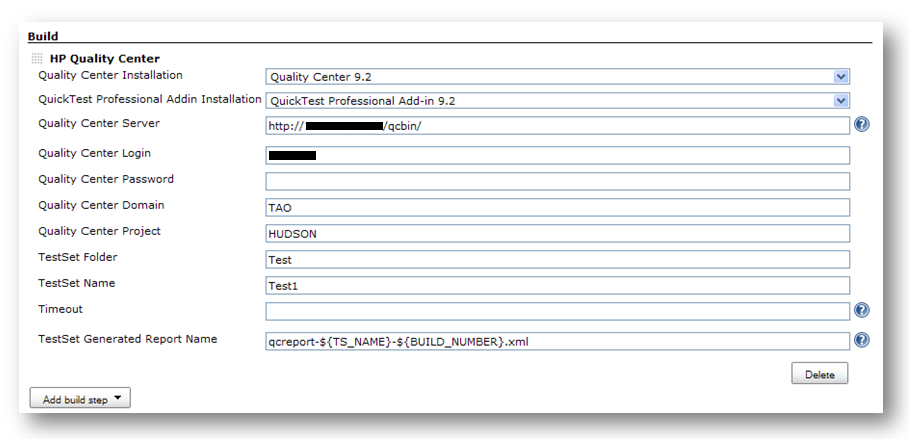 Build
HP Quality Center
Quality Center Installation Quality Center 9.2
QuickTest Professional Addin Installation QuickTest Professional Add-in 9.2
Quality Center Server http:// /qcbin/
Quality Center Login
Quality Center Password
Quality Center Domain TAO
Quality Center Project HUDSON
TestSet Folder Test
TestSet Name Test1
Timeout
TestSet Generated Report Name qcreport-${TS_NAME}-${BUILD_NUMBER}.xml
Delete
Add build step